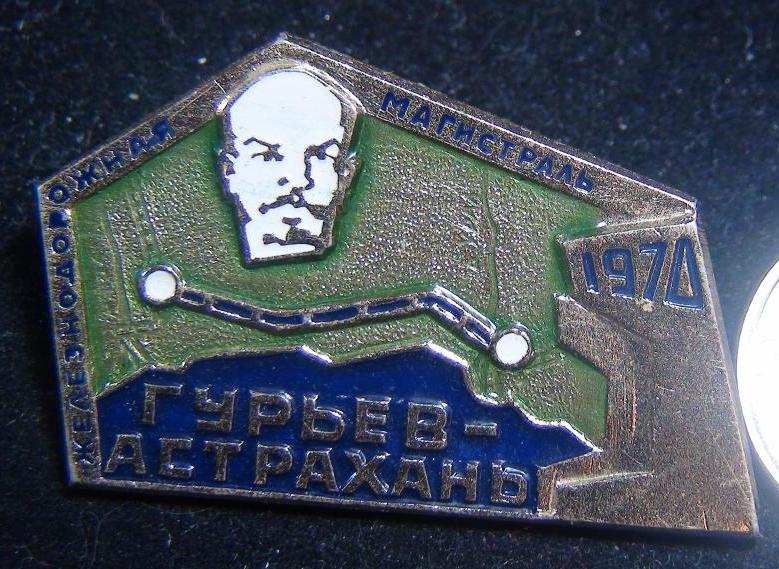 ЖЕЛЕЗНОДОРОЖНАЯ
МАГИСТРАЛЬ
1970
ГУРЬЕВ-
АСТРАХАНЬ